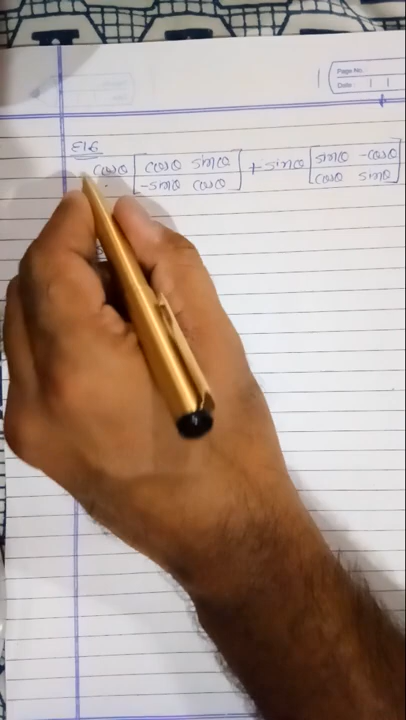 Page No.
Date:
E16
cosθ [cosθ sinθ -sinθ cosθ] + sinθ [sinθ -cosθ cosθ sinθ]